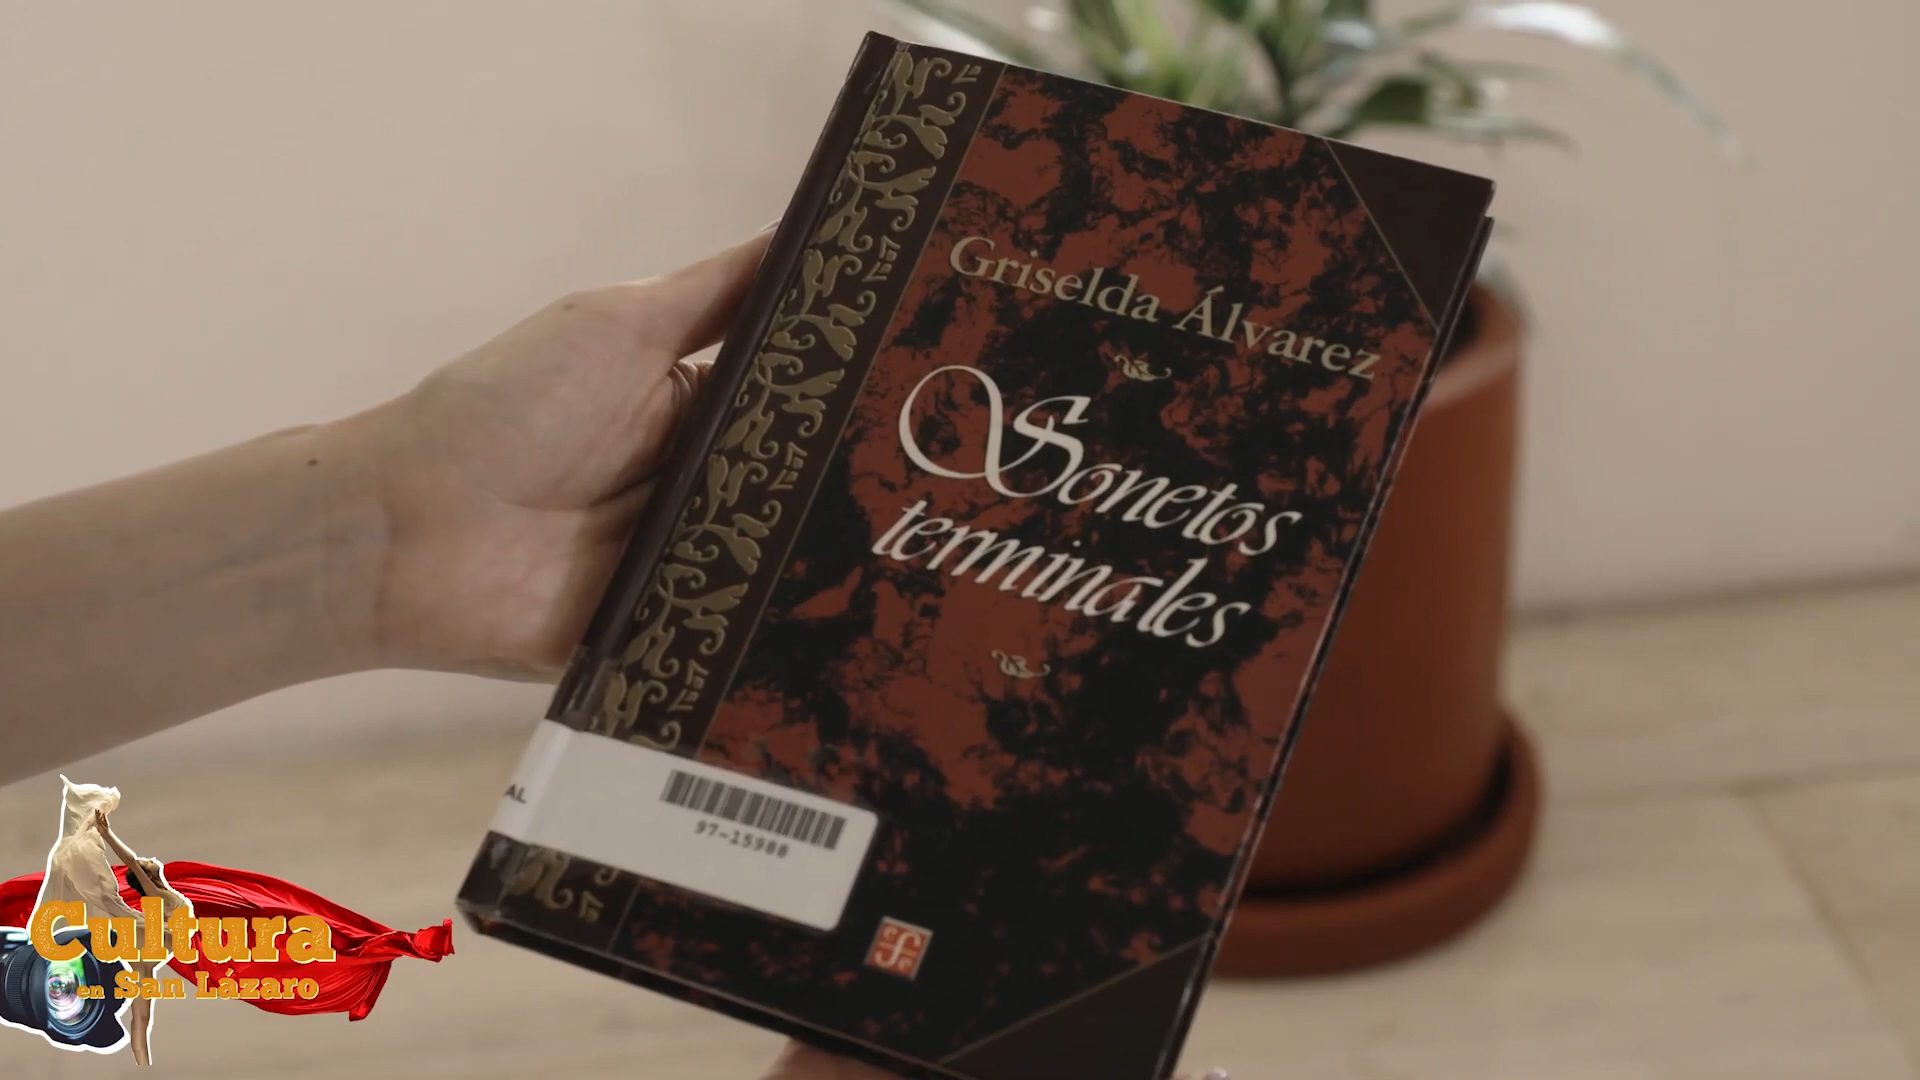 Griselda Álvarez
Sonetos
terminales
AL
97-15988
Cultura
en San Lázaro